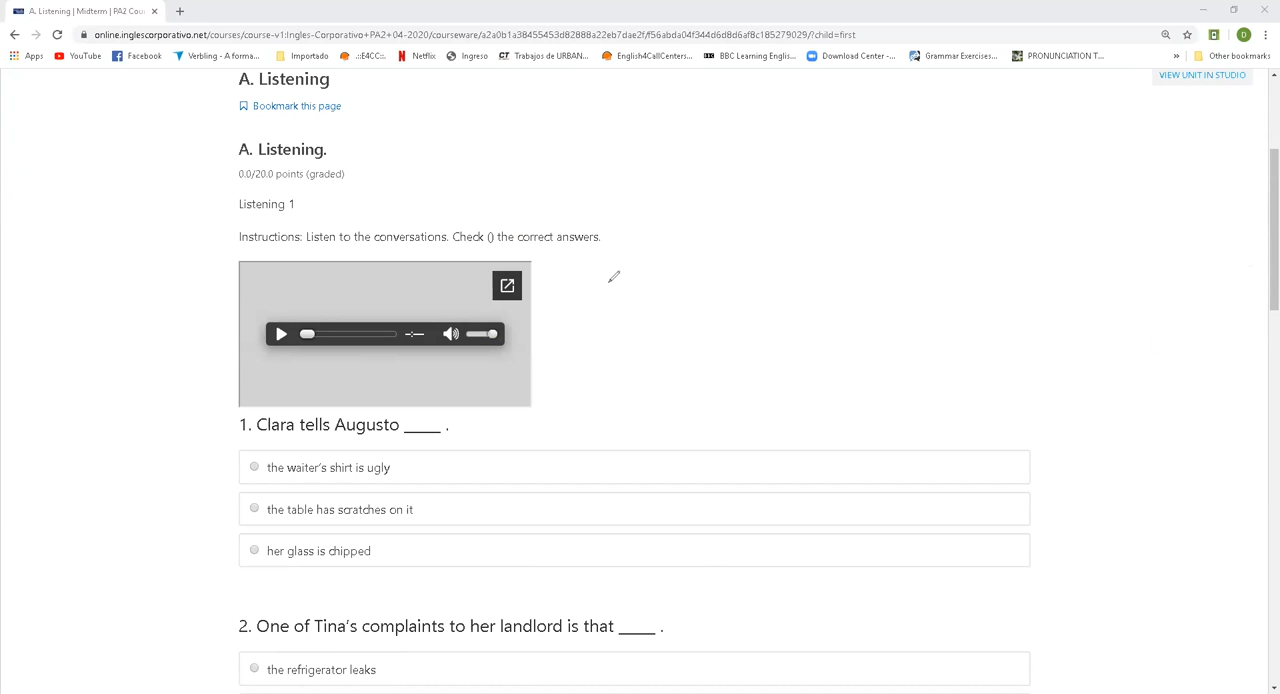 A. Listening | Midterm | PA2 Cou
online.inglescorporativo.net/courses/course-v1:Ingles-Corporativo+PA2+04-2020/courseware/a2a0b1a38455453d82888a22eb7dae2f/f56abda04f344d6d8d6af8c185279029/?child=first
D
Apps YouTube Facebook Verbling - A forma... Importado .::E4CC::. Netflix Ingreso Trabajos de URBAN... English4CallCenters... BBC Learning Englis... Download Center -... Grammar Exercises... PRONUNCIATION T... » Other bookmarks
A. Listening
VIEW UNIT IN STUDIO
Bookmark this page
A. Listening.
0.0/20.0 points (graded)
Listening 1
Instructions: Listen to the conversations. Check () the correct answers.
--:--
1. Clara tells Augusto _____ .
the waiter's shirt is ugly
the table has scratches on it
her glass is chipped
2. One of Tina's complaints to her landlord is that _____ .
the refrigerator leaks